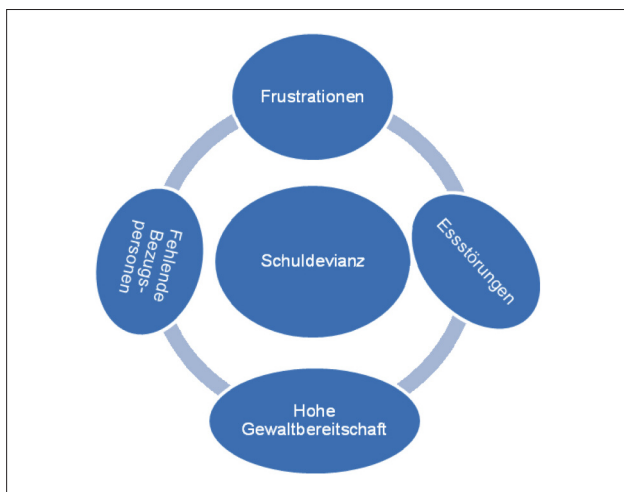 Frustrationen
Fehlende
Bezugs-
personen
Schuldevianz
Essstörungen
Hohe
Gewaltbereitschaft